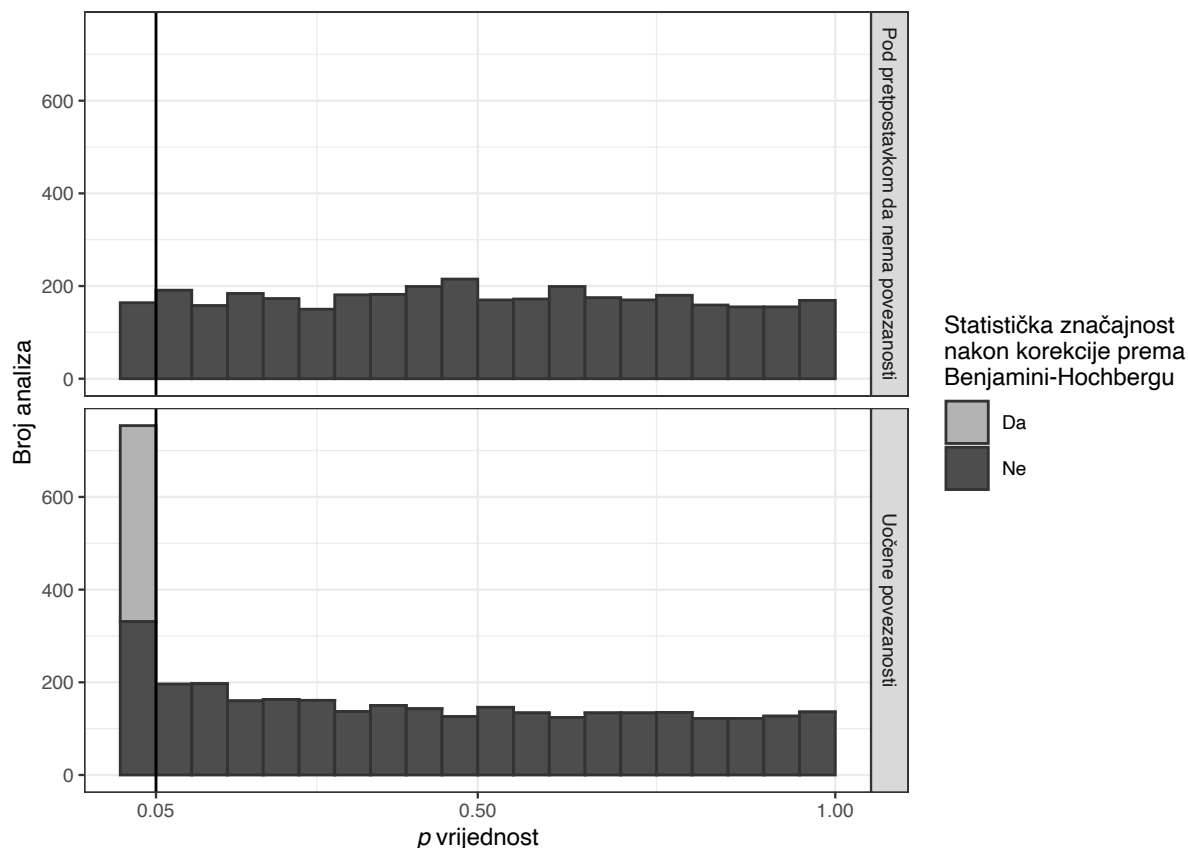 Broj analiza
600
400
200
0
Pod pretpostavkom da nema povezanosti
600
400
200
0
Uočene povezanosti
0.05
0.50
1.00
p vrijednost
Statistička značajnost
nakon korekcije prema
Benjamini-Hochbergu
Da
Ne